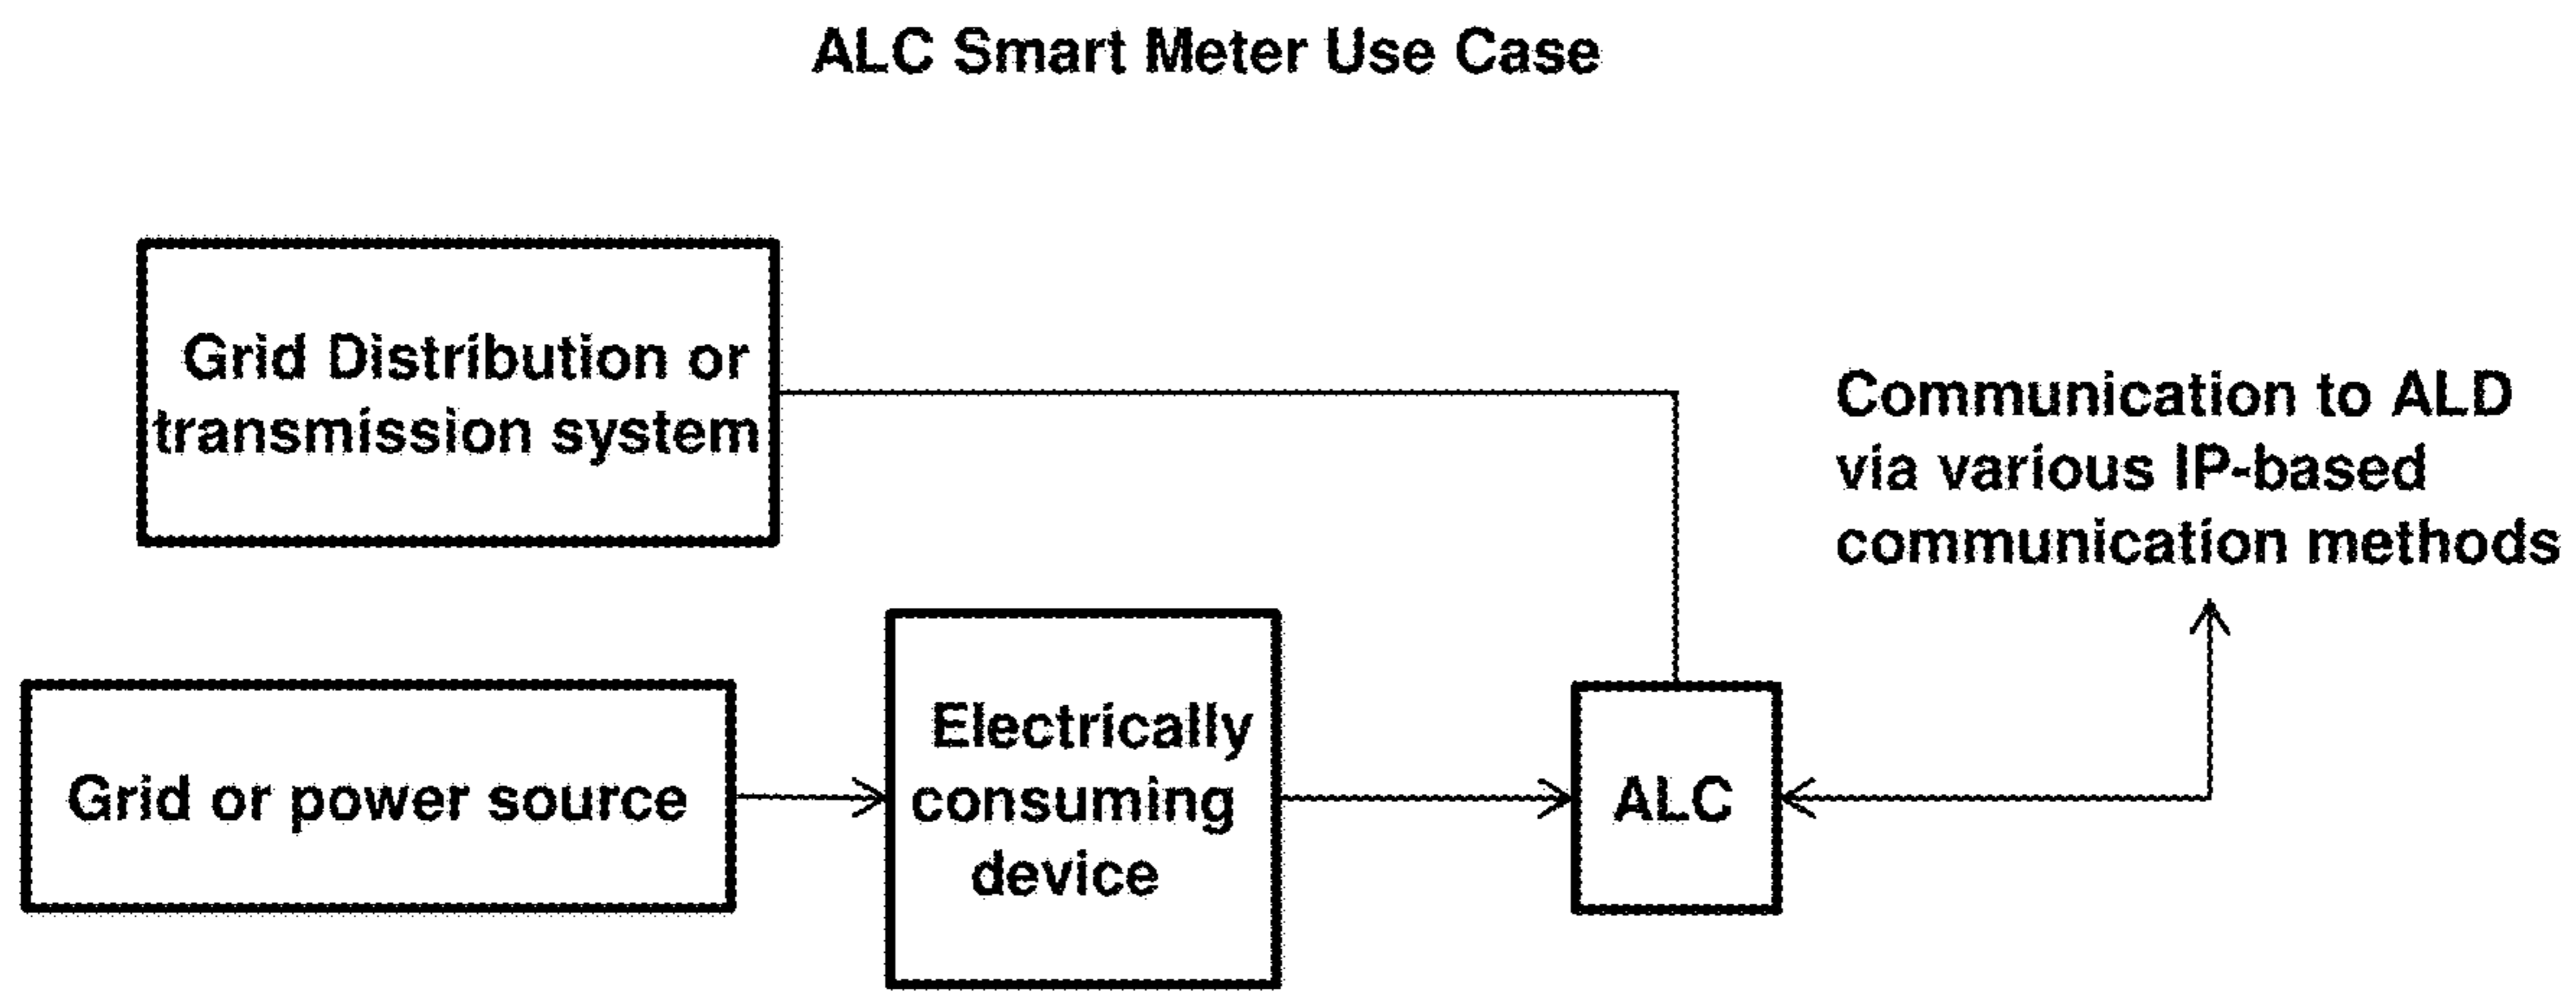 ALC Smart Meter Use Case
Grid Distribution or
transmission system
Communication to ALD
via various IP-based
communication methods
Grid or power source
Electrically
consuming
device
ALC